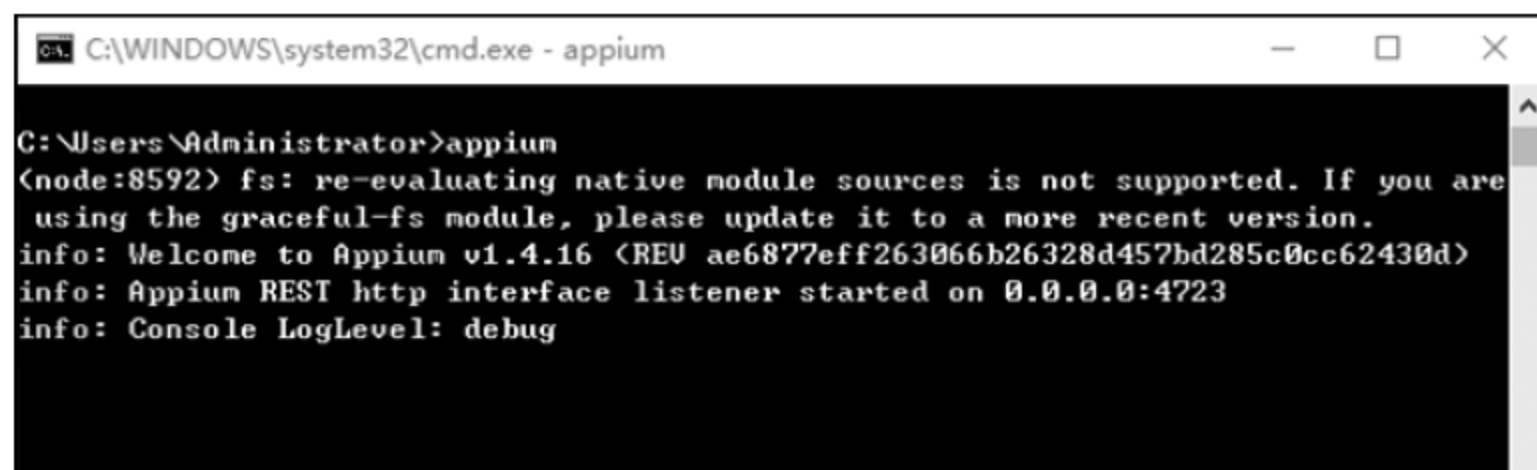 C:\WINDOWS\system32\cmd.exe - appium
C:\Users\Administrator>appium
(node:8592) fs: re-evaluating native module sources is not supported. If you are
using the graceful-fs module, please update it to a more recent version.
info: Welcome to Appium v1.4.16 (REV ae6877eff263066b26328d457bd285c0cc62430d)
info: Appium REST http interface listener started on 0.0.0.0:4723
info: Console LogLevel: debug